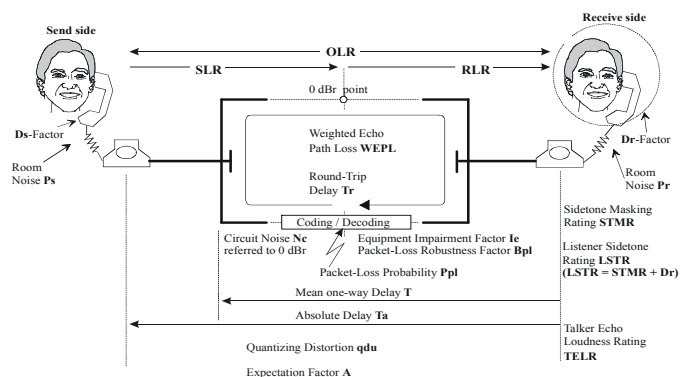 Send side
Receive side
OLR
SLR
RLR
0 dBr point
Ds-Factor
Dr-Factor
Weighted Echo
Path Loss WEPL
Room
Noise Ps
Room
Noise Pr
Round-Trip
Delay Tr
Sidetone Masking
Rating STMR
Coding / Decoding
Circuit Noise Nc
referred to 0 dBr
Equipment Impairment Factor Ie
Packet-Loss Robustness Factor Bpl
Listener Sidetone
Rating LSTR
(LSTR = STMR + Dr)
Packet-Loss Probability Ppl
Mean one-way Delay T
Absolute Delay Ta
Talker Echo
Loudness Rating
TELR
Quantizing Distortion qdu
Expectation Factor A